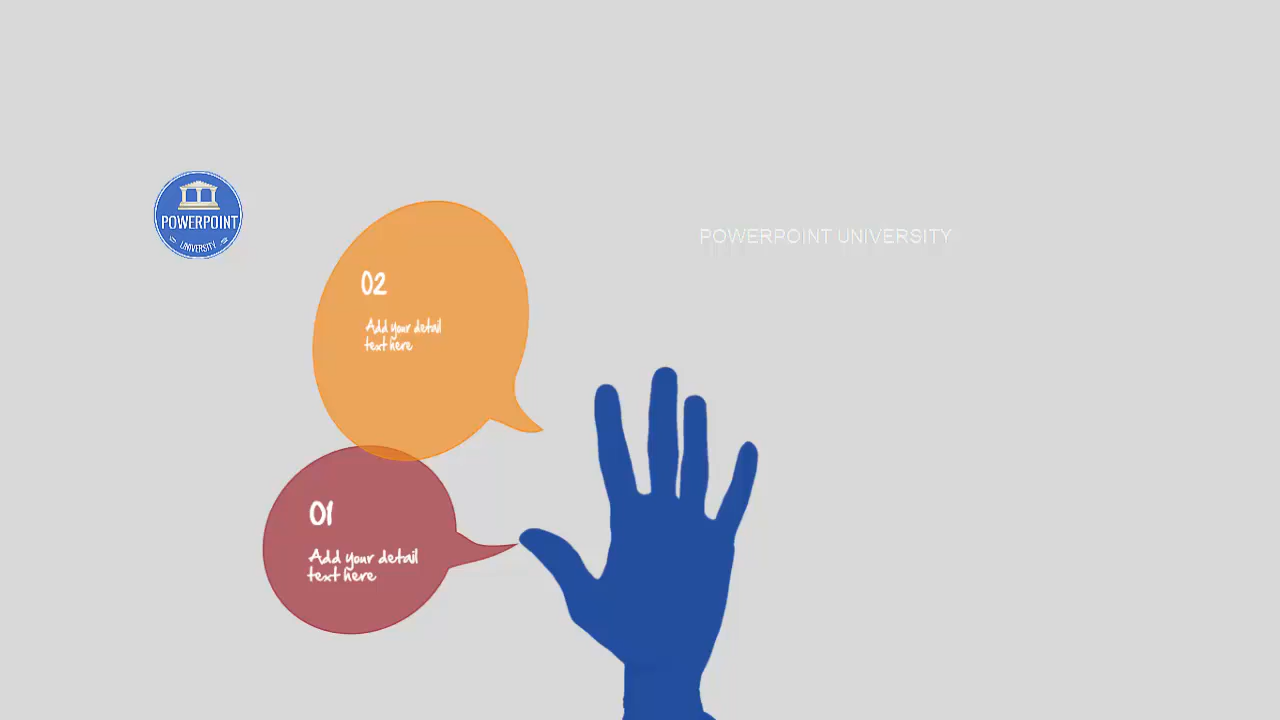 POWERPOINT
UNIVERSITY
POWERPOINT UNIVERSITY
02
Add your detail
text here
01
Add your detail
text here